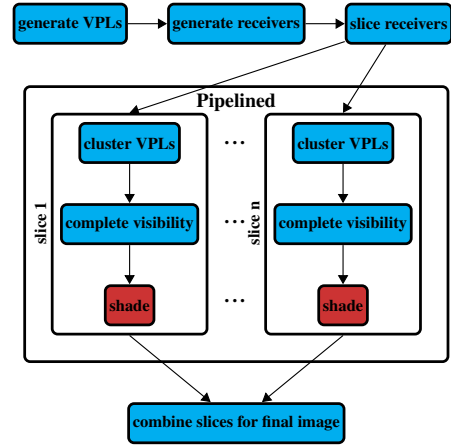 generate VPLs
generate receivers
slice receivers
Pipelined
slice 1
cluster VPLs
complete visibility
shade
...
...
...
slice n
cluster VPLs
complete visibility
shade
combine slices for final image